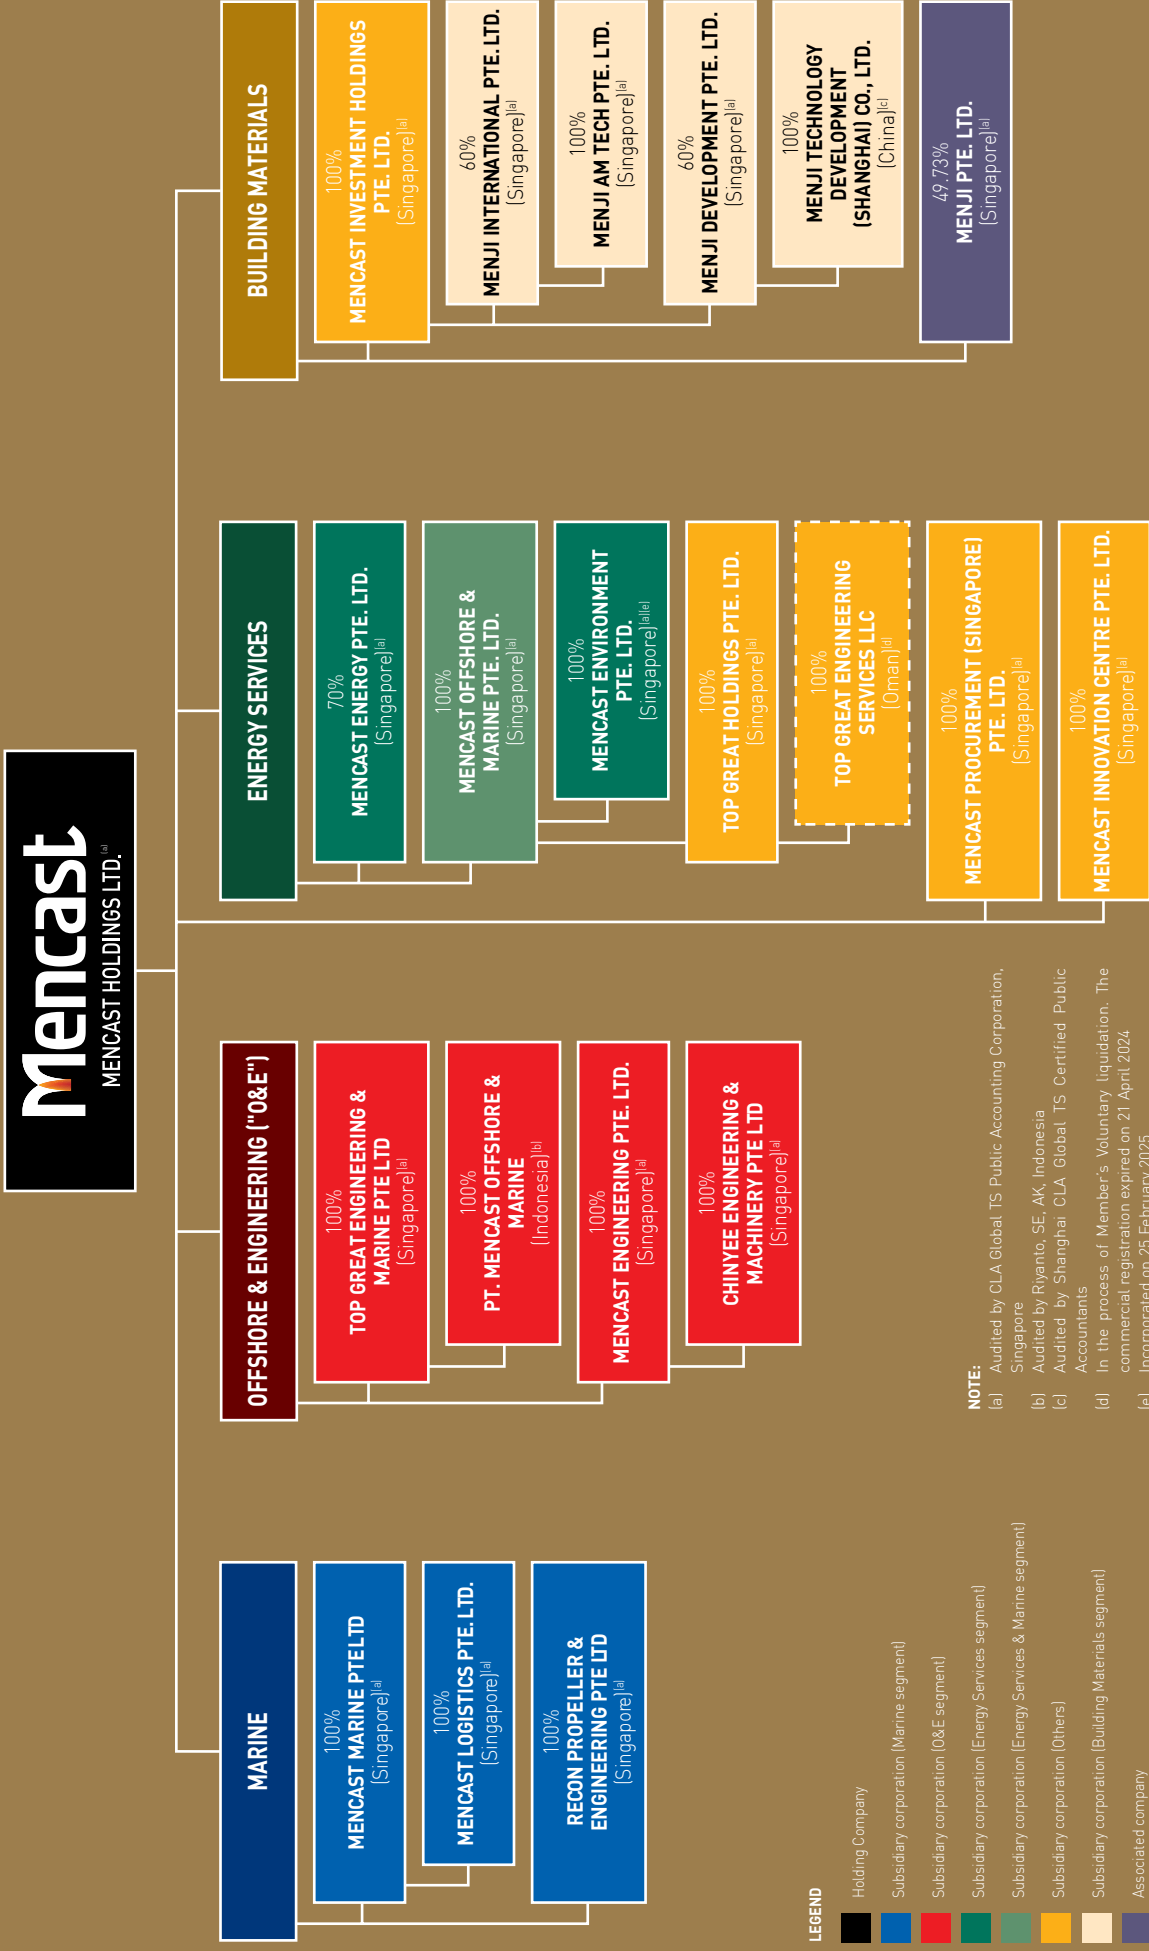 Mencast
MENCAST HOLDINGS LTD.(a)
MARINE
100%
MENCAST MARINE PTE LTD
(Singapore)(a)
100%
MENCAST LOGISTICS PTE. LTD.
(Singapore)(a)
100%
RECON PROPELLER &
ENGINEERING PTE LTD
(Singapore)(a)
OFFSHORE & ENGINEERING ("O&E")
100%
TOP GREAT ENGINEERING &
MARINE PTE LTD
(Singapore)(a)
100%
PT. MENCAST OFFSHORE &
MARINE
(Indonesia)(b)
100%
MENCAST ENGINEERING PTE. LTD.
(Singapore)(a)
100%
CHINYEE ENGINEERING &
MACHINERY PTE LTD
(Singapore)(a)
ENERGY SERVICES
70%
MENCAST ENERGY PTE. LTD.
(Singapore)(a)
100%
MENCAST OFFSHORE &
MARINE PTE. LTD.
(Singapore)(a)
100%
MENCAST ENVIRONMENT
PTE. LTD.
(Singapore)(a)(e)
100%
TOP GREAT HOLDINGS PTE. LTD.
(Singapore)(a)
100%
TOP GREAT ENGINEERING
SERVICES LLC
(Oman)(d)
100%
MENCAST PROCUREMENT (SINGAPORE)
PTE. LTD.
(Singapore)(a)
100%
MENCAST INNOVATION CENTRE PTE. LTD.
(Singapore)(a)
BUILDING MATERIALS
100%
MENCAST INVESTMENT HOLDINGS
PTE. LTD.
(Singapore)(a)
60%
MENJI INTERNATIONAL PTE. LTD.
(Singapore)(a)
100%
MENJI AM TECH PTE. LTD.
(Singapore)(a)
60%
MENJI DEVELOPMENT PTE. LTD.
(Singapore)(a)
100%
MENJI TECHNOLOGY
DEVELOPMENT
(SHANGHAI) CO., LTD.
(China)(c)
49.73%
MENJI PTE. LTD.
(Singapore)(a)
LEGEND
Holding Company
Subsidiary corporation (Marine segment)
Subsidiary corporation (O&E segment)
Subsidiary corporation (Energy Services segment)
Subsidiary corporation (Energy Services & Marine segment)
Subsidiary corporation (Others)
Subsidiary corporation (Building Materials segment)
Associated company
NOTE:
(a) Audited by CLA Global TS Public Accounting Corporation,
Singapore
(b) Audited by Riyanto, SE, AK, Indonesia
(c) Audited by Shanghai CLA Global TS Certified Public
Accountants
(d) In the process of Member's Voluntary liquidation. The
commercial registration expired on 21 April 2024
(e) Incorporated on 25 February 2025